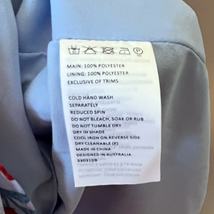 MAIN: 100% POLYESTER
LINING: 100% POLYESTER
EXCLUSIVE OF TRIMS
COLD HAND WASH
SEPARATELY
REDUCED SPIN
DO NOT BLEACH, SOAK OR RUB
DO NOT TUMBLE DRY
DRY IN SHADE
COOL IRON ON REVERSE SIDE
DRY CLEANABLE (P)
MADE IN CHINA
DESIGNED IN AUSTRALIA